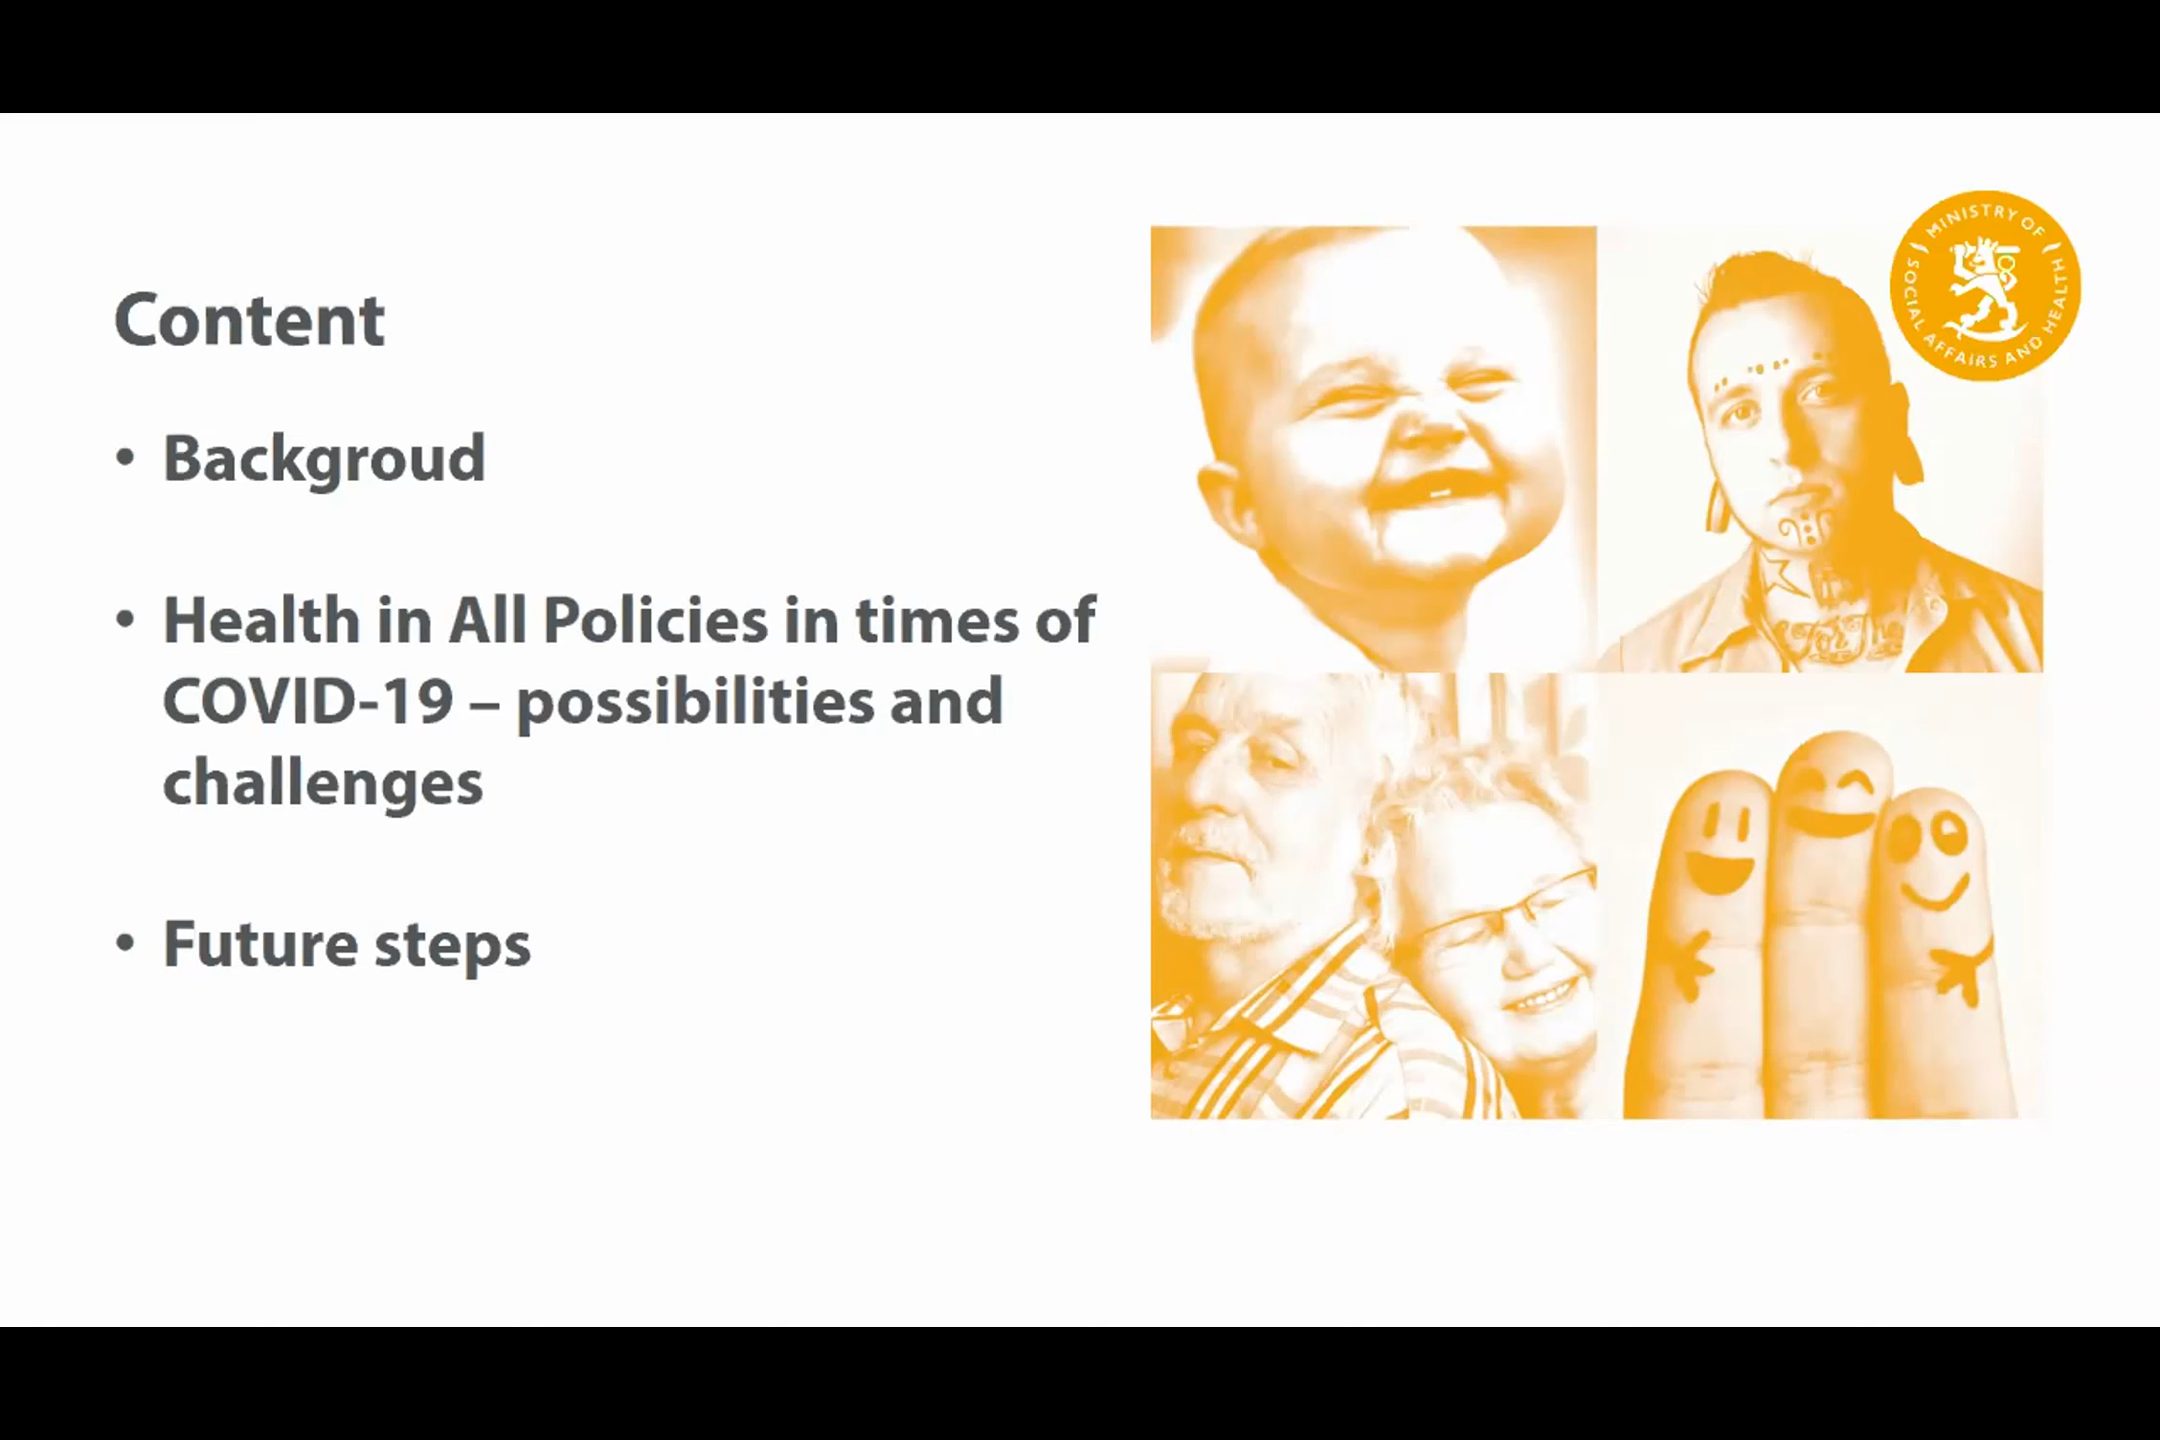 Content
• Backgroud
• Health in All Policies in times of
COVID-19 – possibilities and
challenges
• Future steps
MINISTRY OF
SOCIAL AFFAIRS AND HEALTH